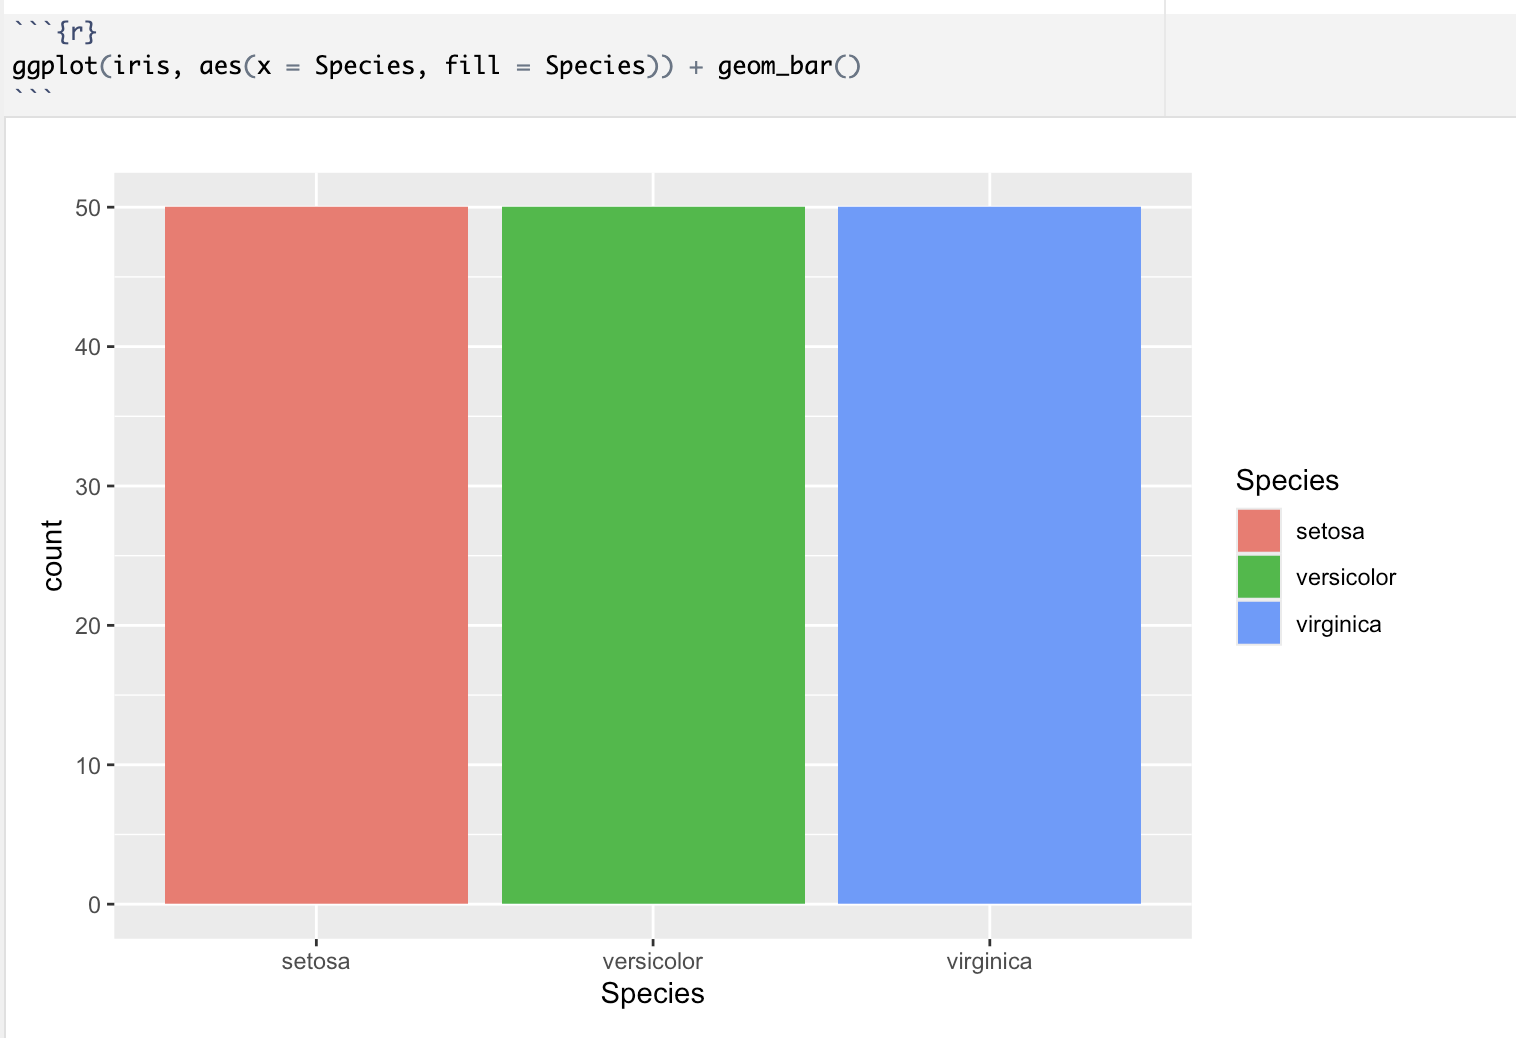 ```{r}
ggplot(iris, aes(x = Species, fill = Species)) + geom_bar()
```
50
40
30
20
10
0
count
setosa
versicolor
virginica
Species
Species
setosa
versicolor
virginica